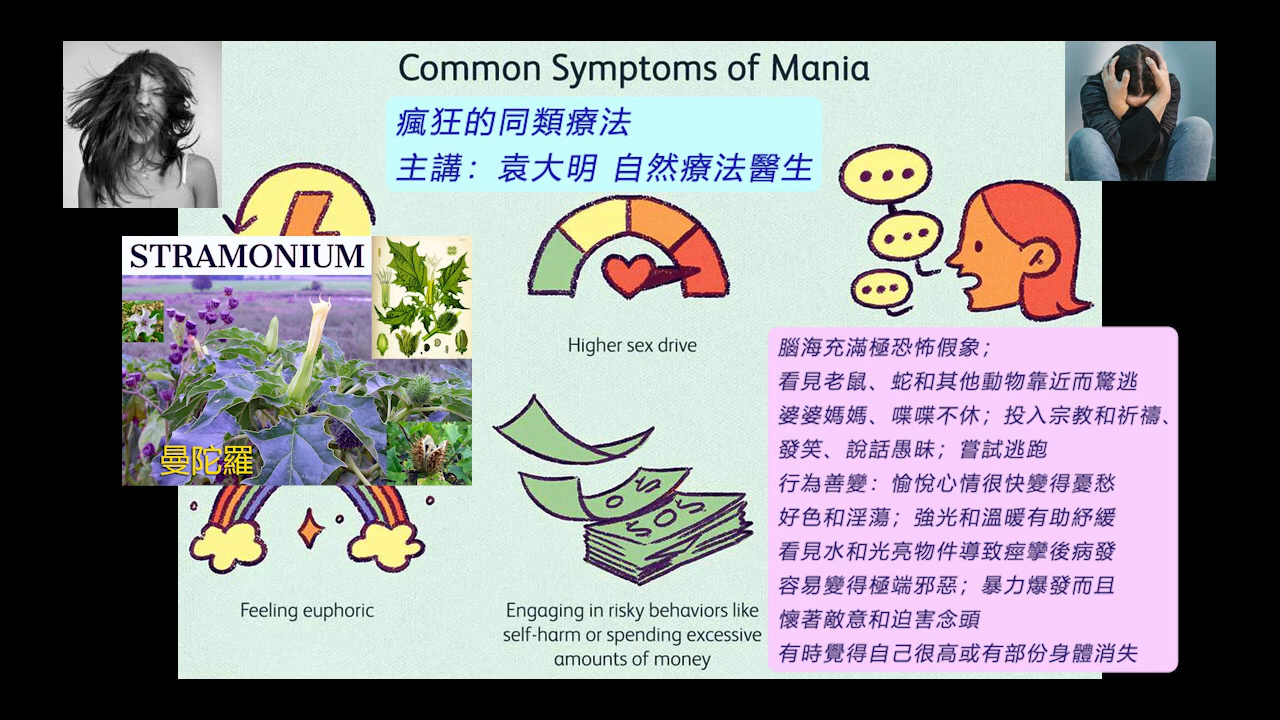 Common Symptoms of Mania
瘋狂的同類療法
主講：袁大明 自然療法醫生
STRAMONIUM
曼陀羅
Higher sex drive
腦海充滿極恐怖假象；
看見老鼠、蛇和其他動物靠近而驚逃
婆婆媽媽、喋喋不休；投入宗教和祈禱、
發笑、說話愚昧；嘗試逃跑
行為善變：愉悅心情很快變得憂愁
好色和淫蕩；強光和溫暖有助紓緩
看見水和光亮物件導致痙攣後病發
容易變得極端邪惡；暴力爆發而且
懷著敵意和迫害念頭
有時覺得自己很高或有部份身體消失
Feeling euphoric
Engaging in risky behaviors like
self-harm or spending excessive
amounts of money